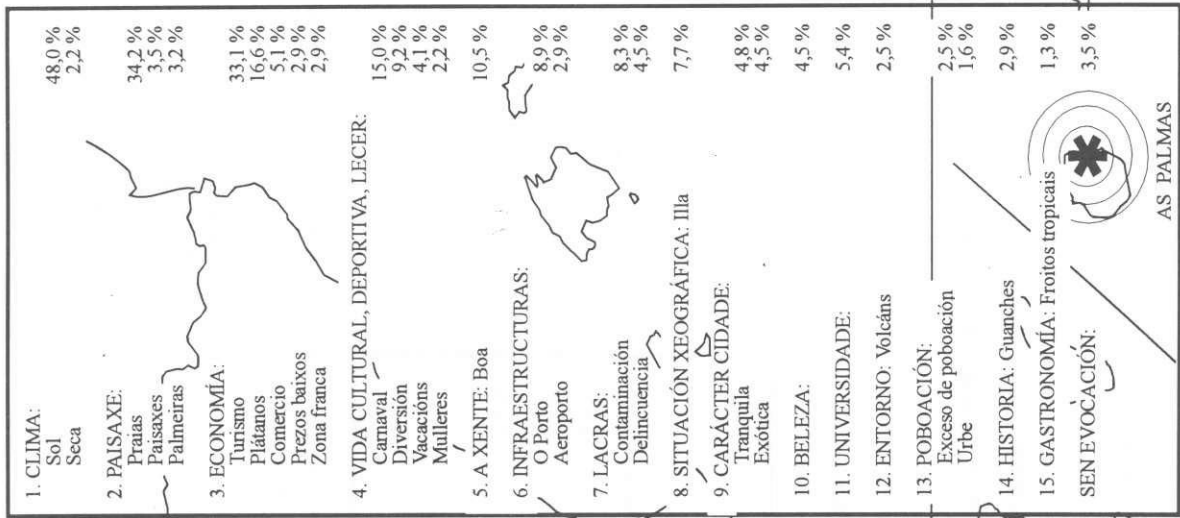 1. CLIMA:
Sol 48,0 %
Seca 2,2 %
2. PAISAXE:
Praias 34,2 %
Paisaxes 3,5 %
Palmeiras 3,2 %
3. ECONOMÍA:
Turismo 33,1 %
Plátanos 16,6 %
Comercio 5,1 %
Prezos baixos 2,9 %
Zona franca 2,9 %
4. VIDA CULTURAL, DEPORTIVA, LECER:
Carnaval 15,0 %
Diversión 9,2 %
Vacacións 4,1 %
Mulleres 2,2 %
5. A XENTE: Boa 10,5 %
6. INFRAESTRUCTURAS:
O Porto 8,9 %
Aeroporto 2,9 %
7. LACRAS:
Contaminación 8,3 %
Delincuencia 4,5 %
8. SITUACIÓN XEOGRÁFICA: Illa 7,7 %
9. CARÁCTER CIDADE:
Tranquila 4,8 %
Exótica 4,5 %
10. BELEZA: 4,5 %
11. UNIVERSIDADE: 5,4 %
12. ENTORNO: Volcáns 2,5 %
13. POBOACIÓN:
Exceso de poboación 2,5 %
Urbe 1,6 %
14. HISTORIA: Guanches 2,9 %
15. GASTRONOMÍA: Froitos tropicais 1,3 %
SEN EVOCACIÓN: 3,5 %
AS PALMAS